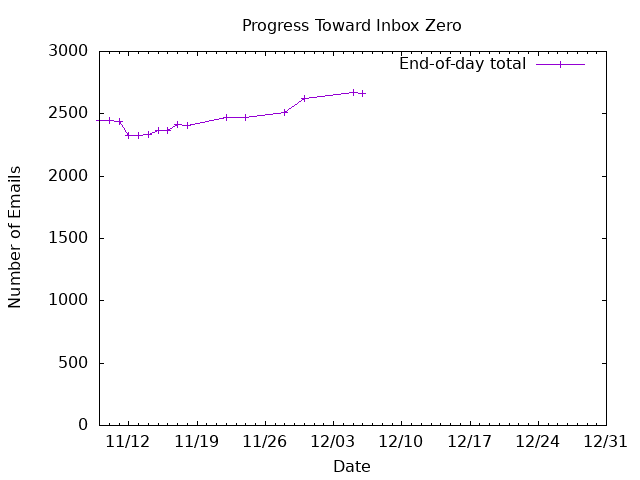 Progress Toward Inbox Zero
End-of-day total
3000
2500
2000
1500
1000
500
0
Number of Emails
11/12 11/19 11/26 12/03 12/10 12/17 12/24 12/31
Date